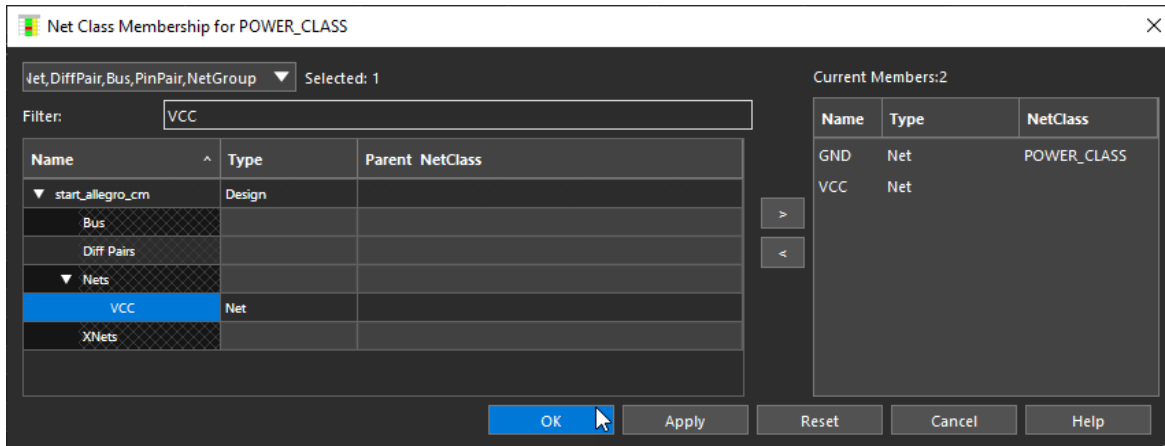 Net Class Membership for POWER_CLASS
Net,DiffPair,Bus,PinPair,NetGroup Selected: 1
Filter: VCC
Name Type Parent NetClass
start_allegro_cm Design
Bus
Diff Pairs
Nets
VCC Net
XNets
Current Members:2
Name Type NetClass
GND Net POWER_CLASS
VCC Net
>
<
OK Apply Reset Cancel Help